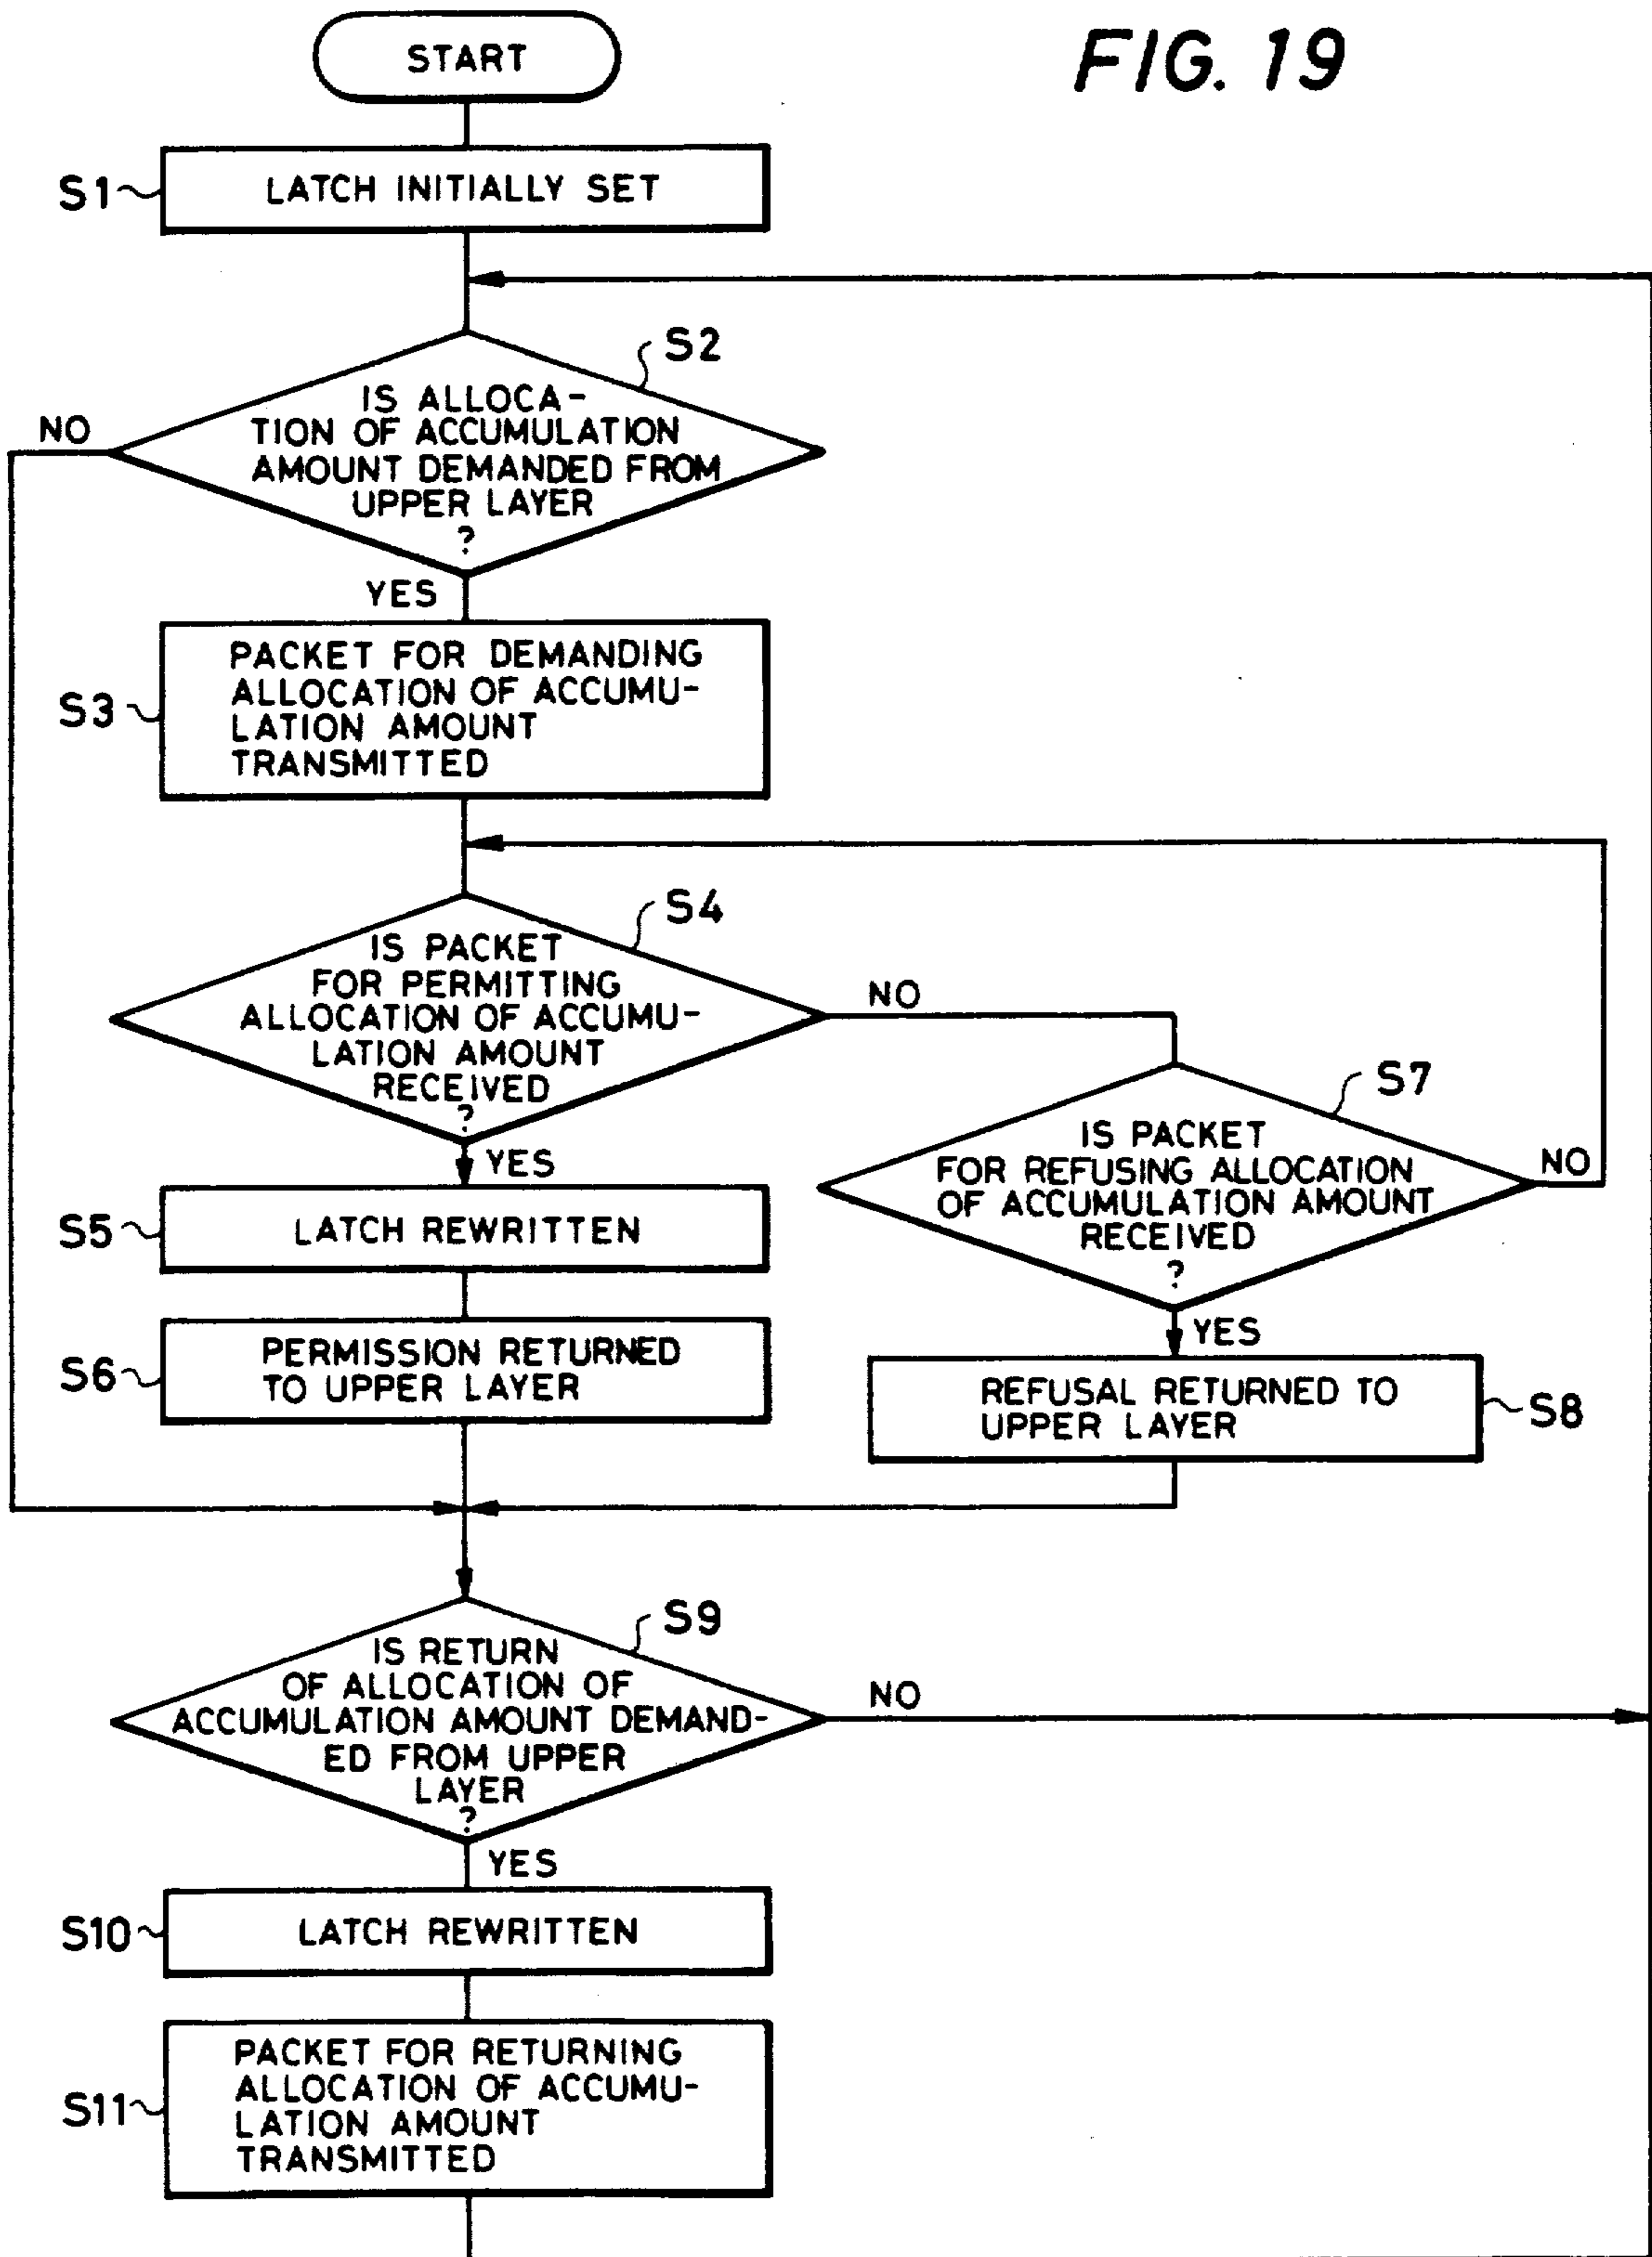 FIG. 19
START
S1
LATCH INITIALLY SET
S2
IS ALLOCA-
TION OF ACCUMULATION
AMOUNT DEMANDED FROM
UPPER LAYER
?
NO
YES
S3
PACKET FOR DEMANDING
ALLOCATION OF ACCUMU-
LATION AMOUNT
TRANSMITTED
S4
IS PACKET
FOR PERMITTING
ALLOCATION OF ACCUMU-
LATION AMOUNT
RECEIVED
?
NO
YES
S7
IS PACKET
FOR REFUSING ALLOCATION
OF ACCUMULATION AMOUNT
RECEIVED
?
NO
YES
S5
LATCH REWRITTEN
S6
PERMISSION RETURNED
TO UPPER LAYER
REFUSAL RETURNED TO
UPPER LAYER
S8
S9
IS RETURN
OF ALLOCATION OF
ACCUMULATION AMOUNT DEMAND-
ED FROM UPPER
LAYER
?
NO
YES
S10
LATCH REWRITTEN
S11
PACKET FOR RETURNING
ALLOCATION OF ACCUMU-
LATION AMOUNT
TRANSMITTED